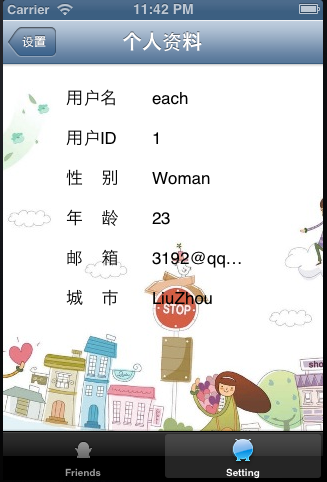 Carrier 11:42 PM
设置 个人资料
用户名 each
用户ID 1
性 别 Woman
年 龄 23
邮 箱 3192@qq...
城 市 LiuZhou
STOP
sho
Friends Setting